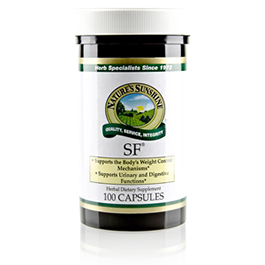 Herb Specialists Since 1972
NATURE'S SUNSHINE
QUALITY, SERVICE, INTEGRITY
SF®
• Supports the Body's Weight Control
Mechanisms*
• Supports Urinary and Digestive
Functions*
Herbal Dietary Supplement
100 CAPSULES